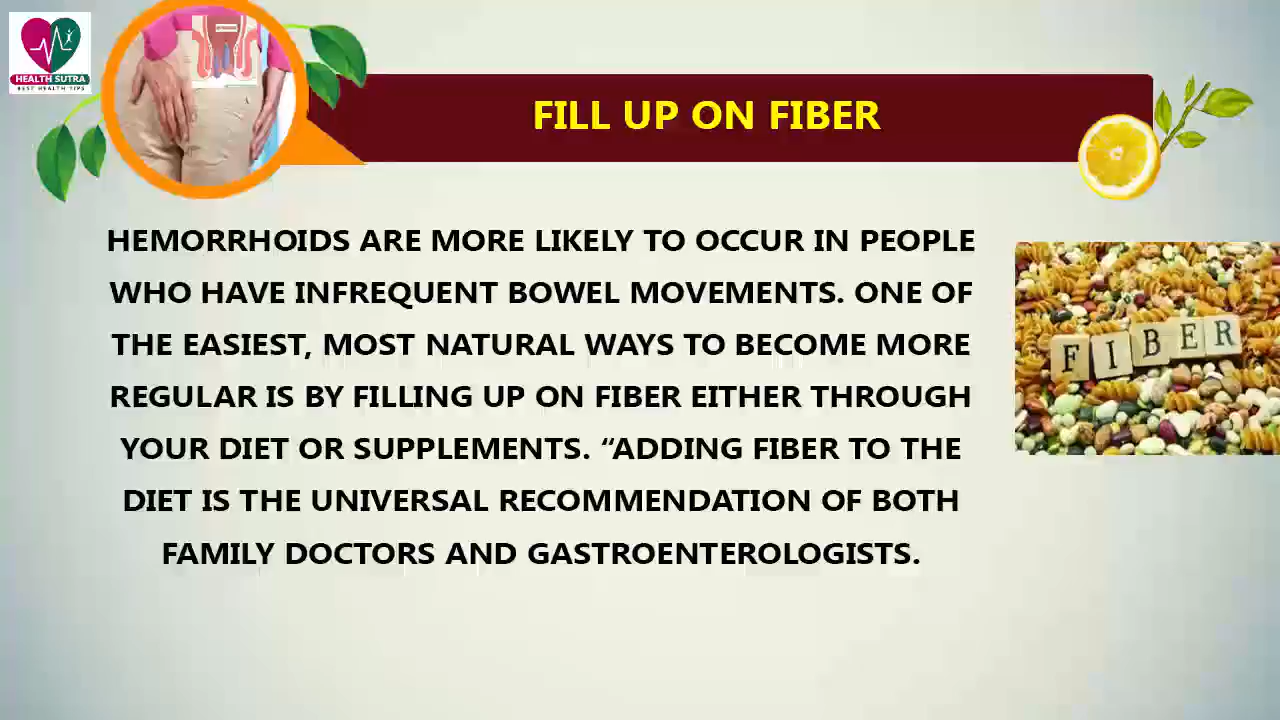 HEALTH SUTRA
BEST HEALTH TIPS
FILL UP ON FIBER
HEMORRHOIDS ARE MORE LIKELY TO OCCUR IN PEOPLE
WHO HAVE INFREQUENT BOWEL MOVEMENTS. ONE OF
THE EASIEST, MOST NATURAL WAYS TO BECOME MORE
REGULAR IS BY FILLING UP ON FIBER EITHER THROUGH
YOUR DIET OR SUPPLEMENTS. “ADDING FIBER TO THE
DIET IS THE UNIVERSAL RECOMMENDATION OF BOTH
FAMILY DOCTORS AND GASTROENTEROLOGISTS.
FIBER